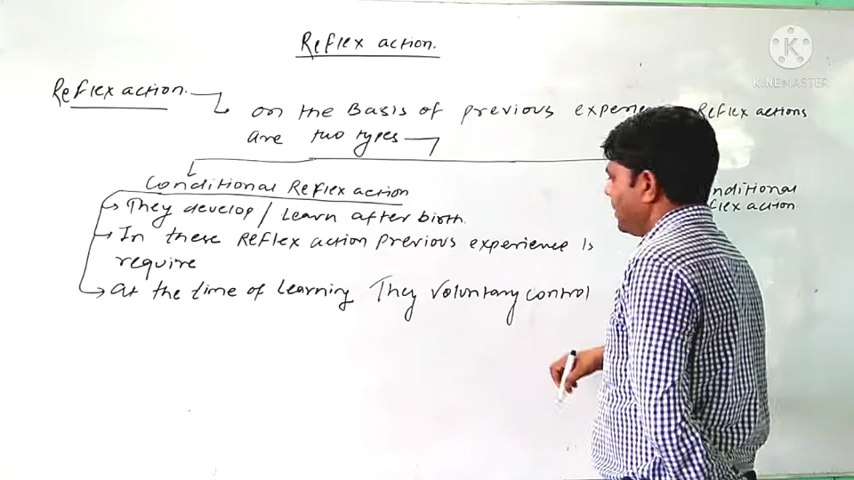 Reflex action.
KINEMASTER
Reflex action.
on the Basis of previous Reflex actions
are two types
Conditional Reflex action
nditional
flex action
They develop / Learn after birth.
In these Reflex action previous experience is
require
at the time of Learning They voluntary control